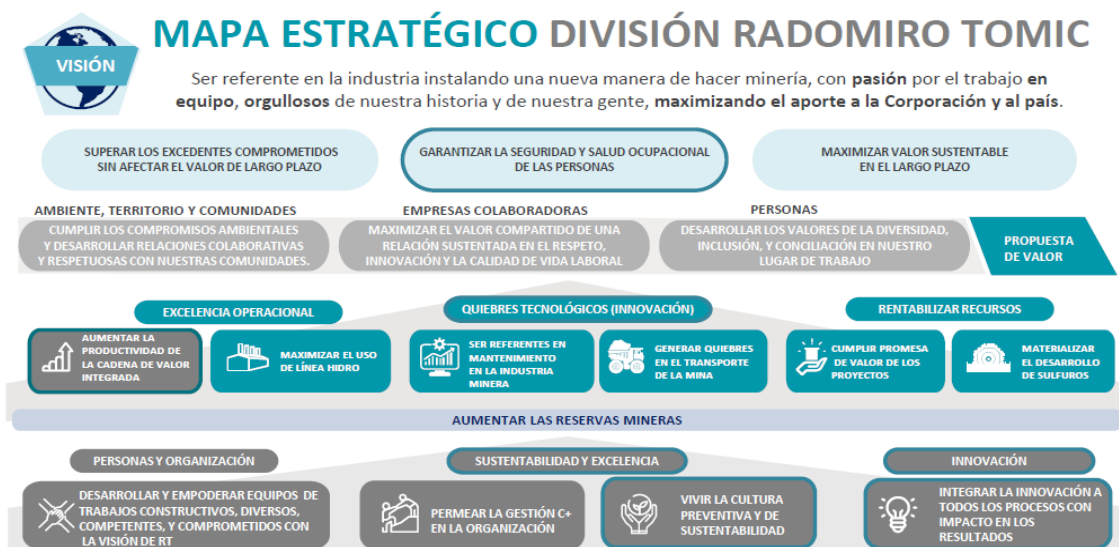 MAPA ESTRATÉGICO DIVISIÓN RADOMIRO TOMIC
VISIÓN
Ser referente en la industria instalando una nueva manera de hacer minería, con pasión por el trabajo en
equipo, orgullosos de nuestra historia y de nuestra gente, maximizando el aporte a la Corporación y al país.
SUPERAR LOS EXCEDENTES COMPROMETIDOS
SIN AFECTAR EL VALOR DE LARGO PLAZO
GARANTIZAR LA SEGURIDAD Y SALUD OCUPACIONAL
DE LAS PERSONAS
MAXIMIZAR VALOR SUSTENTABLE
EN EL LARGO PLAZO
AMBIENTE, TERRITORIO Y COMUNIDADES
CUMPLIR LOS COMPROMISOS AMBIENTALES
Y DESARROLLAR RELACIONES COLABORATIVAS
Y RESPETUOSAS CON NUESTRAS COMUNIDADES.
EMPRESAS COLABORADORAS
MAXIMIZAR EL VALOR COMPARTIDO DE UNA
RELACIÓN SUSTENTADA EN EL RESPETO,
INNOVACIÓN Y LA CALIDAD DE VIDA LABORAL
PERSONAS
DESARROLLAR LOS VALORES DE LA DIVERSIDAD,
INCLUSIÓN, Y CONCILIACIÓN EN NUESTRO
LUGAR DE TRABAJO
PROPUESTA
DE VALOR
EXCELENCIA OPERACIONAL
AUMENTAR LA
PRODUCTIVIDAD DE
LA CADENA DE VALOR
INTEGRADA
MAXIMIZAR EL USO
DE LÍNEA HIDRO
QUIEBRES TECNOLÓGICOS (INNOVACIÓN)
SER REFERENTES EN
MANTENIMIENTO
EN LA INDUSTRIA
MINERA
GENERAR QUIEBRES
EN EL TRANSPORTE
DE LA MINA
RENTABILIZAR RECURSOS
CUMPLIR PROMESA
DE VALOR DE LOS
PROYECTOS
MATERIALIZAR
EL DESARROLLO
DE SULFUROS
AUMENTAR LAS RESERVAS MINERAS
PERSONAS Y ORGANIZACIÓN
DESARROLLAR Y EMPODERAR EQUIPOS DE
TRABAJOS CONSTRUCTIVOS, DIVERSOS,
COMPETENTES, Y COMPROMETIDOS CON
LA VISIÓN DE RT
SUSTENTABILIDAD Y EXCELENCIA
PERMEAR LA GESTIÓN C+
EN LA ORGANIZACIÓN
VIVIR LA CULTURA
PREVENTIVA Y DE
SUSTENTABILIDAD
INNOVACIÓN
INTEGRAR LA INNOVACIÓN A
TODOS LOS PROCESOS CON
IMPACTO EN LOS
RESULTADOS